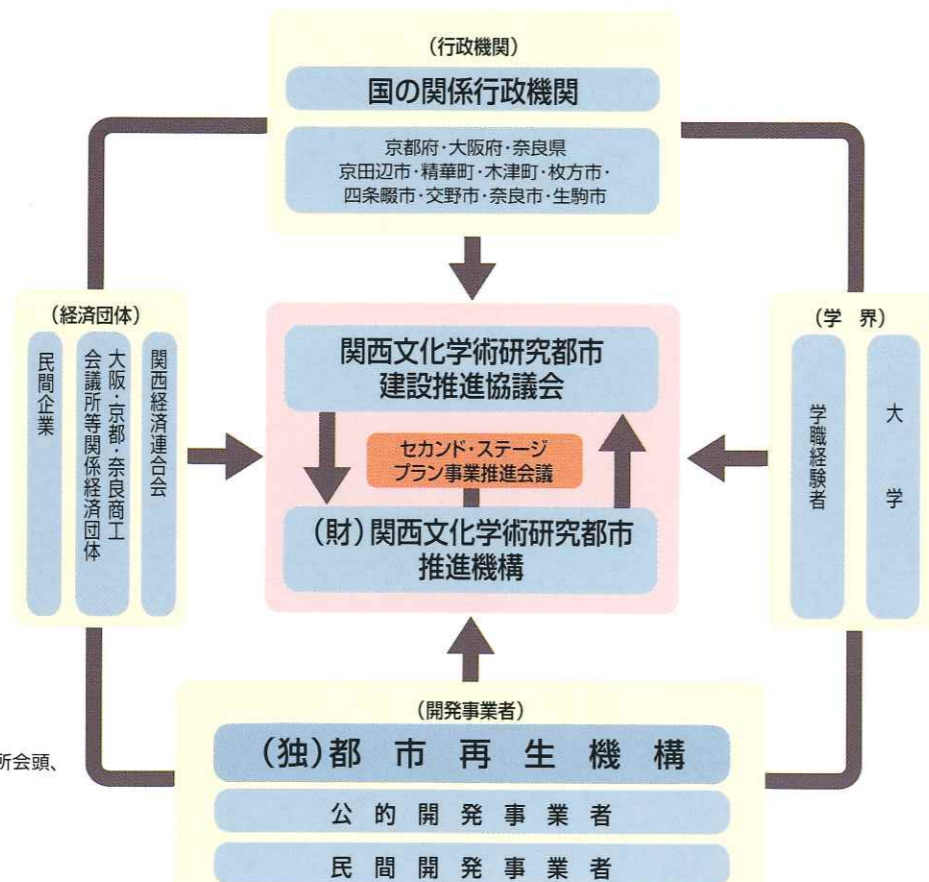 (行政機関)
国の関係行政機関
京都府・大阪府・奈良県
京田辺市・精華町・木津町・枚方市・
四条畷市・交野市・奈良市・生駒市
(経済団体)
関西経済連合会
大阪・京都・奈良商工
会議所等関係経済団体
民間企業
関西文化学術研究都市
建設推進協議会
セカンド・ステージ
プラン事業推進会議
(財)関西文化学術研究都市
推進機構
(学 界)
大 学
学職経験者
(開発事業者)
(独)都市再生機構
公的開発事業者
民間開発事業者
所会頭、